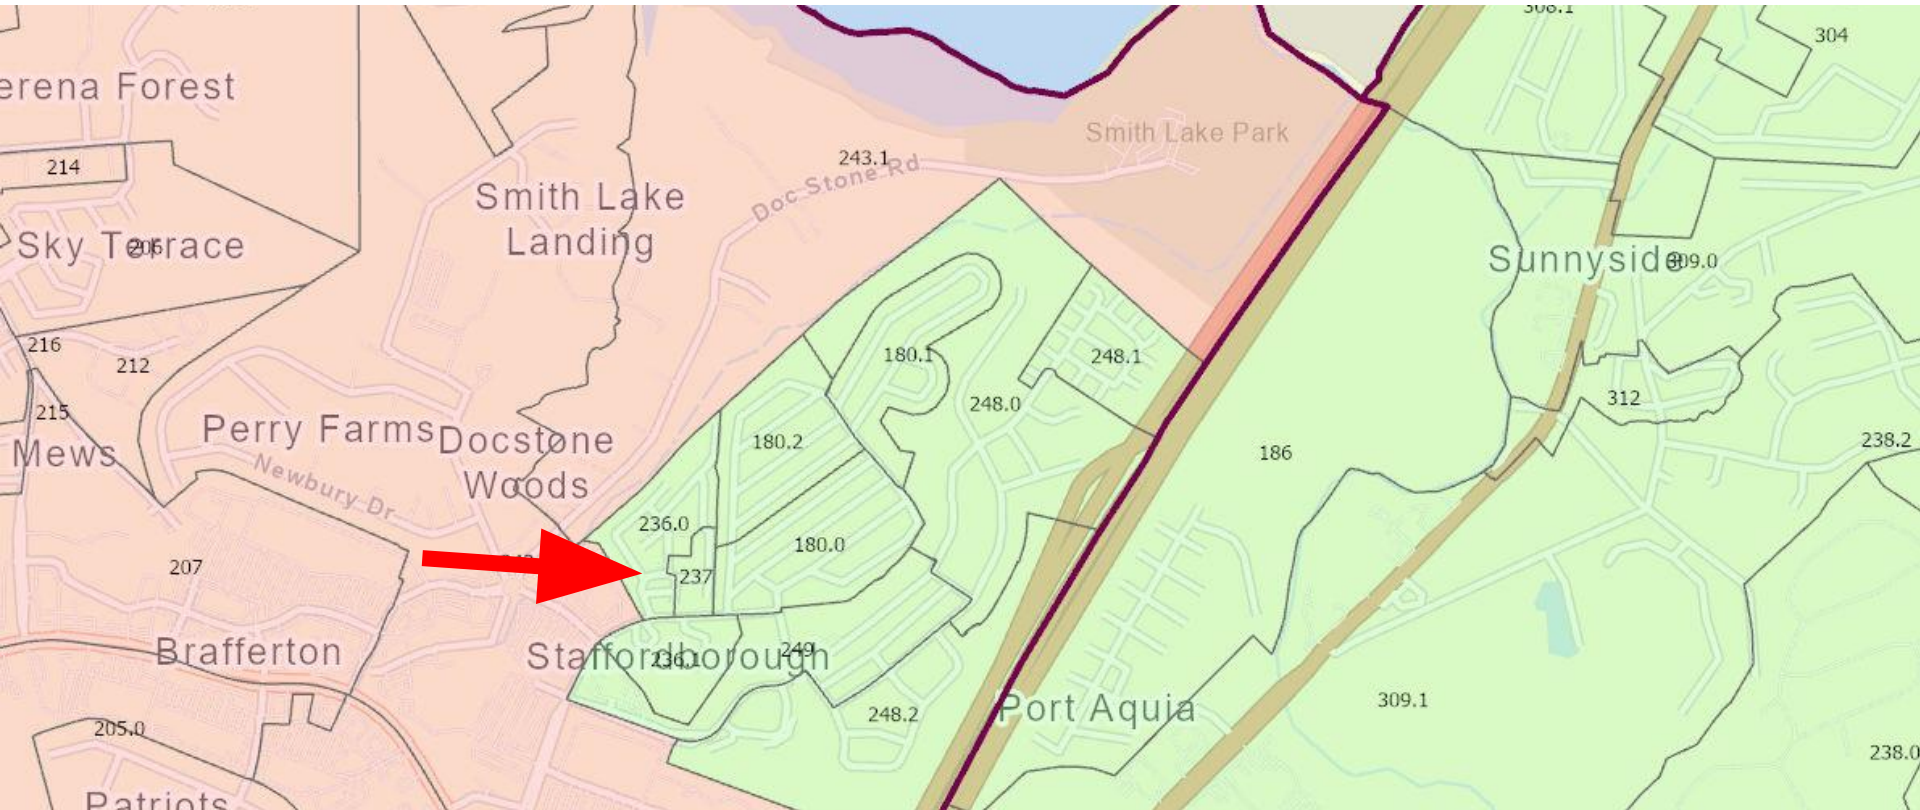 308.1
304
erena Forest
Smith Lake Park
243.1
214
Doc Stone Rd
Smith Lake
Landing
Sky Terrace
206
Sunnyside
309.0
216
212
180.1
248.1
215
248.0
312
Perry Farms
Docstone
Woods
180.2
186
238.2
Mews
Newbury Dr
236.0
180.0
207
237
Brafferton
Staffordborough
236.1
249
Port Aquia
309.1
248.2
205.0
238.0
Patriots